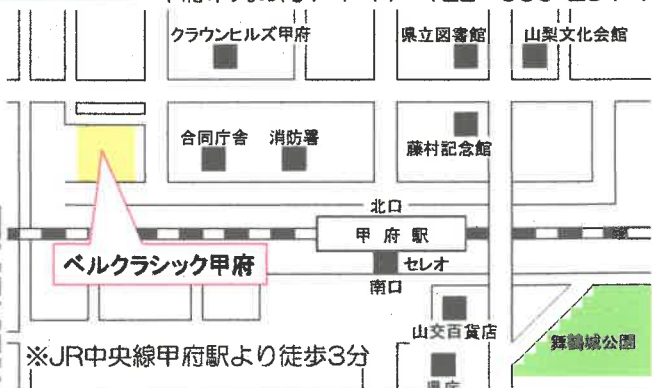 クラウンヒルズ甲府
県立図書館
山梨文化会館
合同庁舎
消防署
藤村記念館
北口
甲府駅
ベルクラシック甲府
セレオ
南口
山交百貨店
舞鶴城公園
※JR中央線甲府駅より徒歩3分
県庁